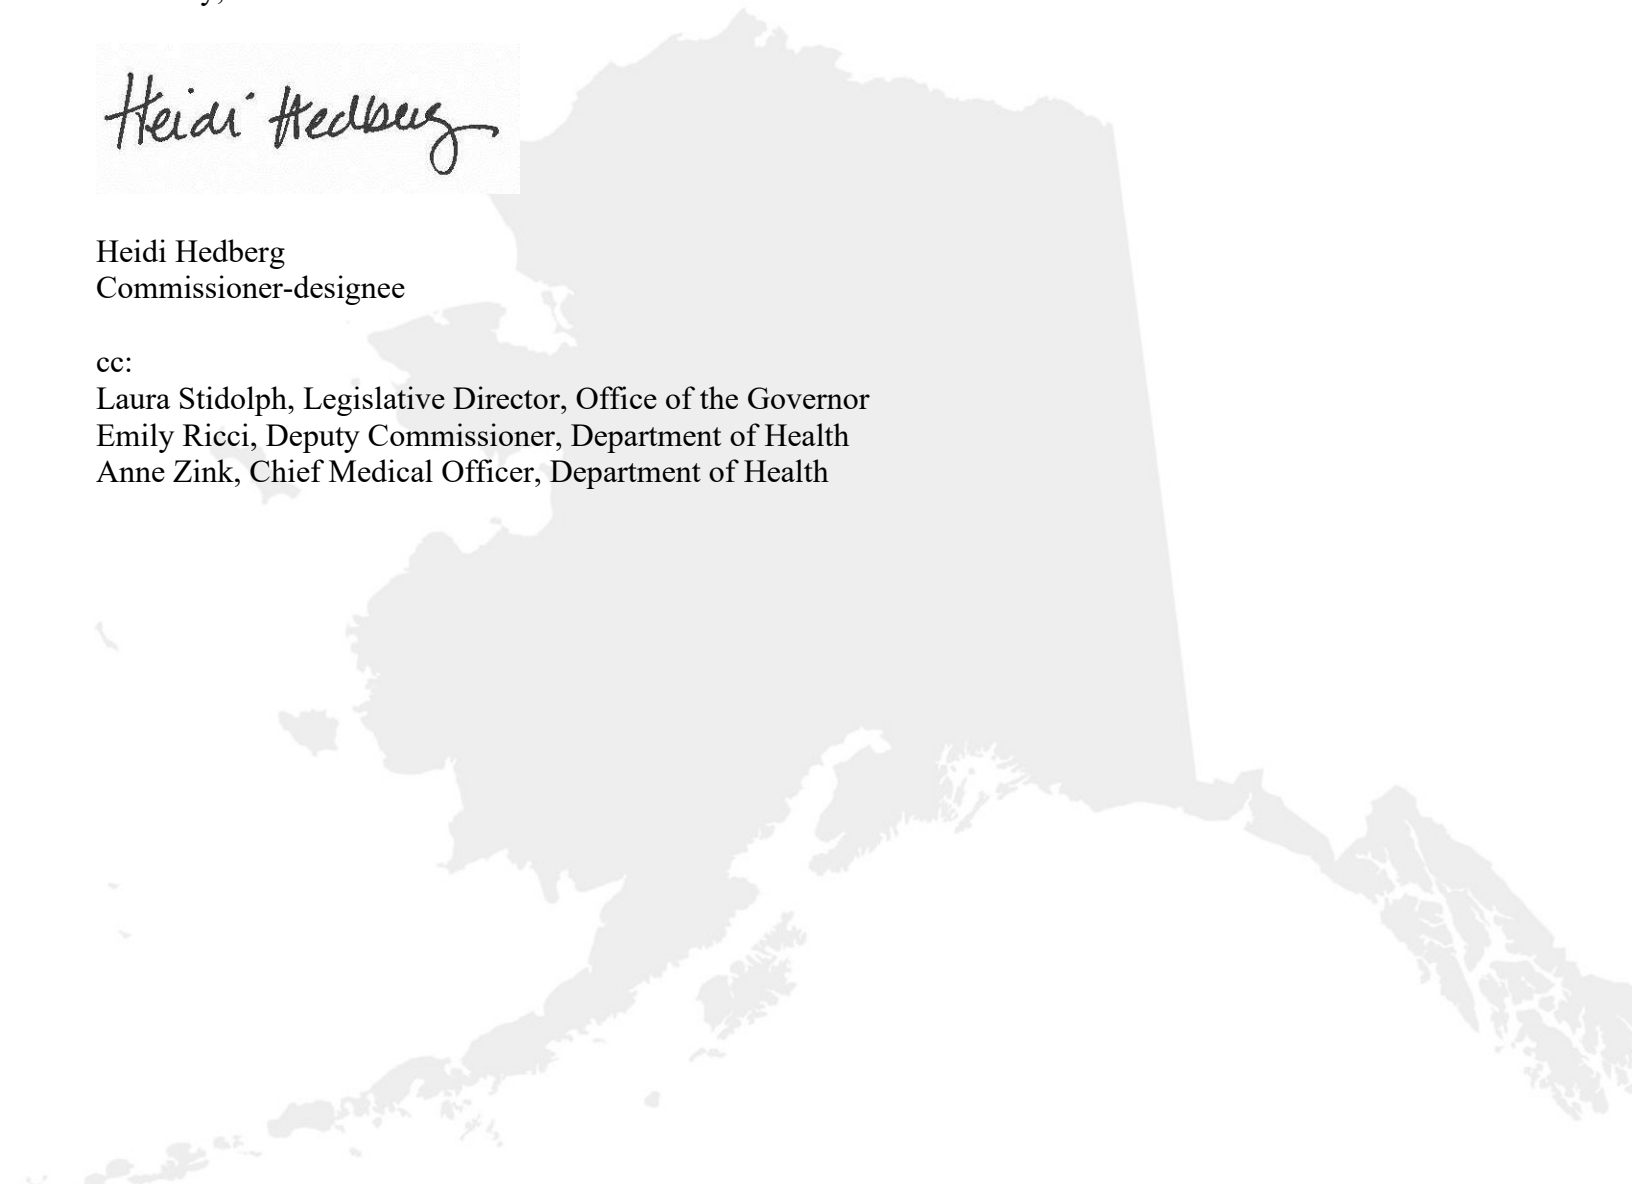 Heidi Hedberg
Heidi Hedberg
Commissioner-designee
cc:
Laura Stidolph, Legislative Director, Office of the Governor
Emily Ricci, Deputy Commissioner, Department of Health
Anne Zink, Chief Medical Officer, Department of Health